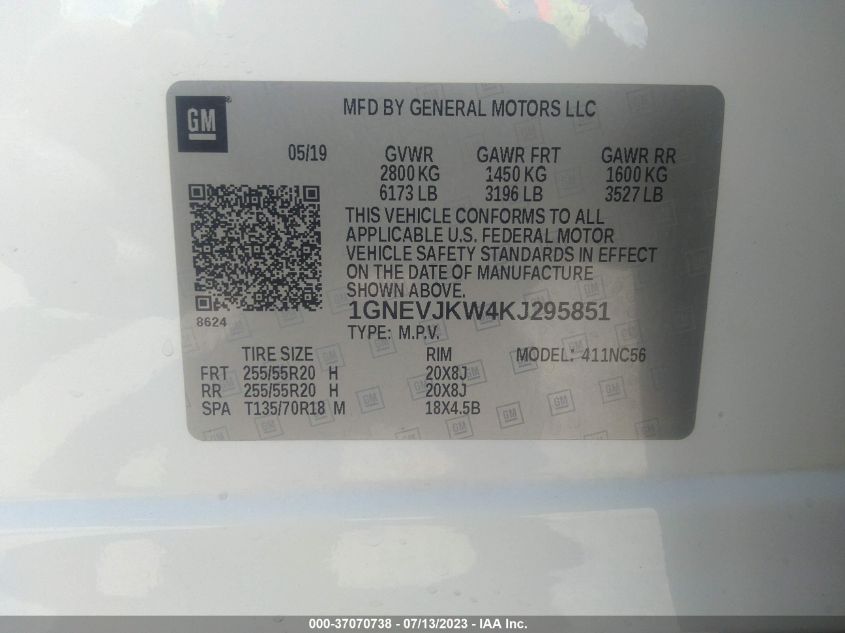 GM
MFD BY GENERAL MOTORS LLC
05/19 GVWR GAWR FRT GAWR RR
2800 KG 1450 KG 1600 KG
6173 LB 3196 LB 3527 LB
THIS VEHICLE CONFORMS TO ALL
APPLICABLE U.S. FEDERAL MOTOR
VEHICLE SAFETY STANDARDS IN EFFECT
ON THE DATE OF MANUFACTURE
SHOWN ABOVE.
8624
1GNEVJKW4KJ295851
TYPE: M.P.V.
TIRE SIZE RIM MODEL: 411NC56
FRT 255/55R20 H 20X8J
RR 255/55R20 H 20X8J
SPA T135/70R18 M 18X4.5B
000-37070738 - 07/13/2023 - IAA Inc.